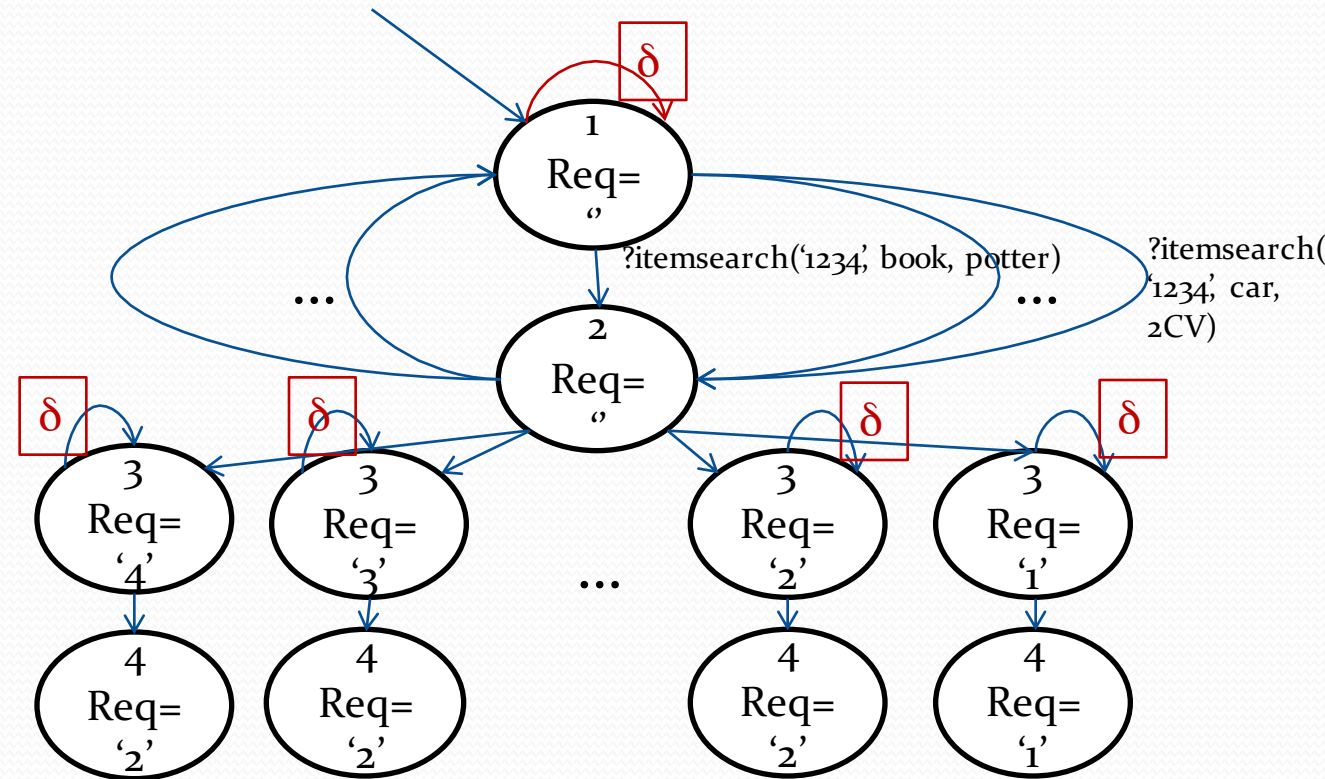 δ
1
Req=
‘’
?itemsearch(‘1234’, book, potter)
?itemsearch(
‘1234’, car,
2CV)
...
...
2
Req=
‘’
δ
δ
δ
δ
3
Req=
‘4’
3
Req=
‘3’
...
3
Req=
‘2’
3
Req=
‘1’
4
Req=
‘2’
4
Req=
‘2’
4
Req=
‘2’
4
Req=
‘1’